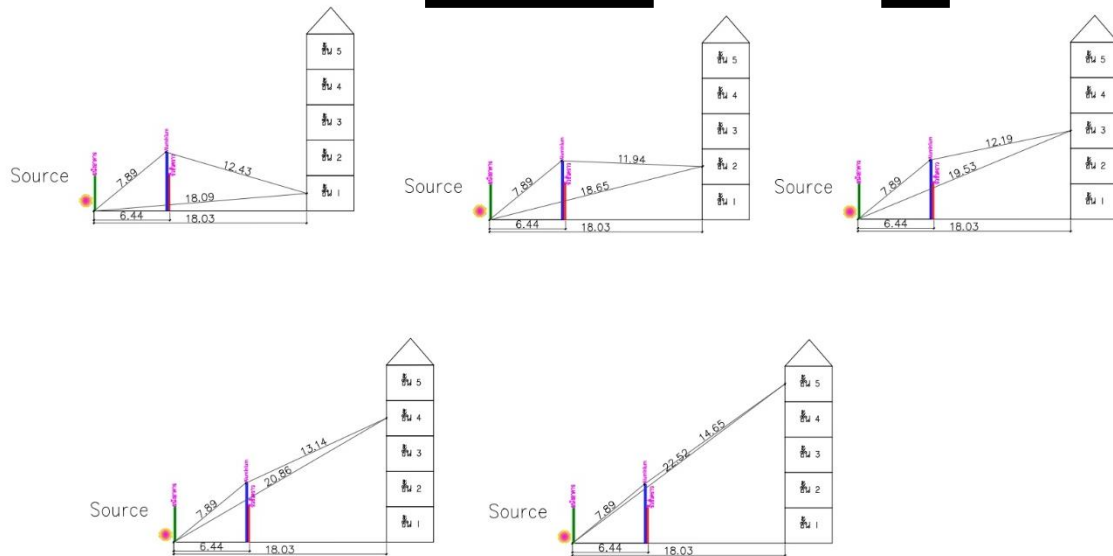 ชั้น 5
ชั้น 4
ชั้น 3
ชั้น 2
ชั้น 1
Source
7.89
12.43
18.09
6.44
18.03
ชั้น 5
ชั้น 4
ชั้น 3
ชั้น 2
ชั้น 1
Source
7.89
11.94
18.65
6.44
18.03
ชั้น 5
ชั้น 4
ชั้น 3
ชั้น 2
ชั้น 1
Source
7.89
12.19
19.53
6.44
18.03
ชั้น 5
ชั้น 4
ชั้น 3
ชั้น 2
ชั้น 1
Source
7.89
13.14
20.86
6.44
18.03
ชั้น 5
ชั้น 4
ชั้น 3
ชั้น 2
ชั้น 1
Source
7.89
14.65
22.52
6.44
18.03